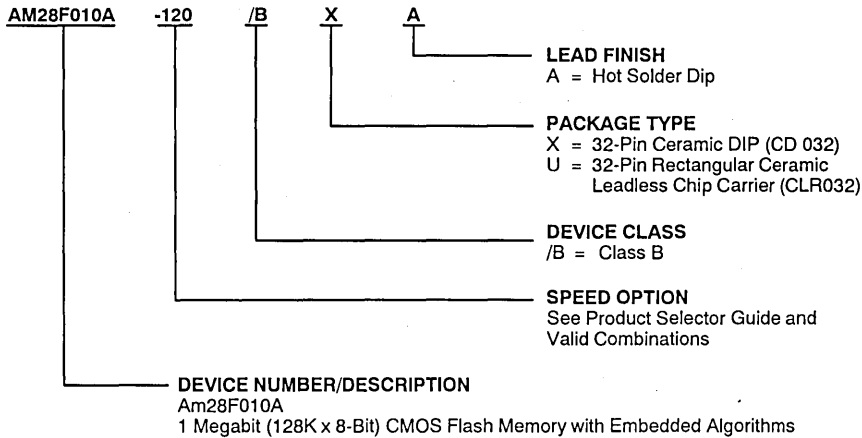 AM28F010A -120 /B X A
LEAD FINISH
A = Hot Solder Dip
PACKAGE TYPE
X = 32-Pin Ceramic DIP (CD 032)
U = 32-Pin Rectangular Ceramic
Leadless Chip Carrier (CLR032)
DEVICE CLASS
/B = Class B
SPEED OPTION
See Product Selector Guide and
Valid Combinations
DEVICE NUMBER/DESCRIPTION
Am28F010A
1 Megabit (128K x 8-Bit) CMOS Flash Memory with Embedded Algorithms